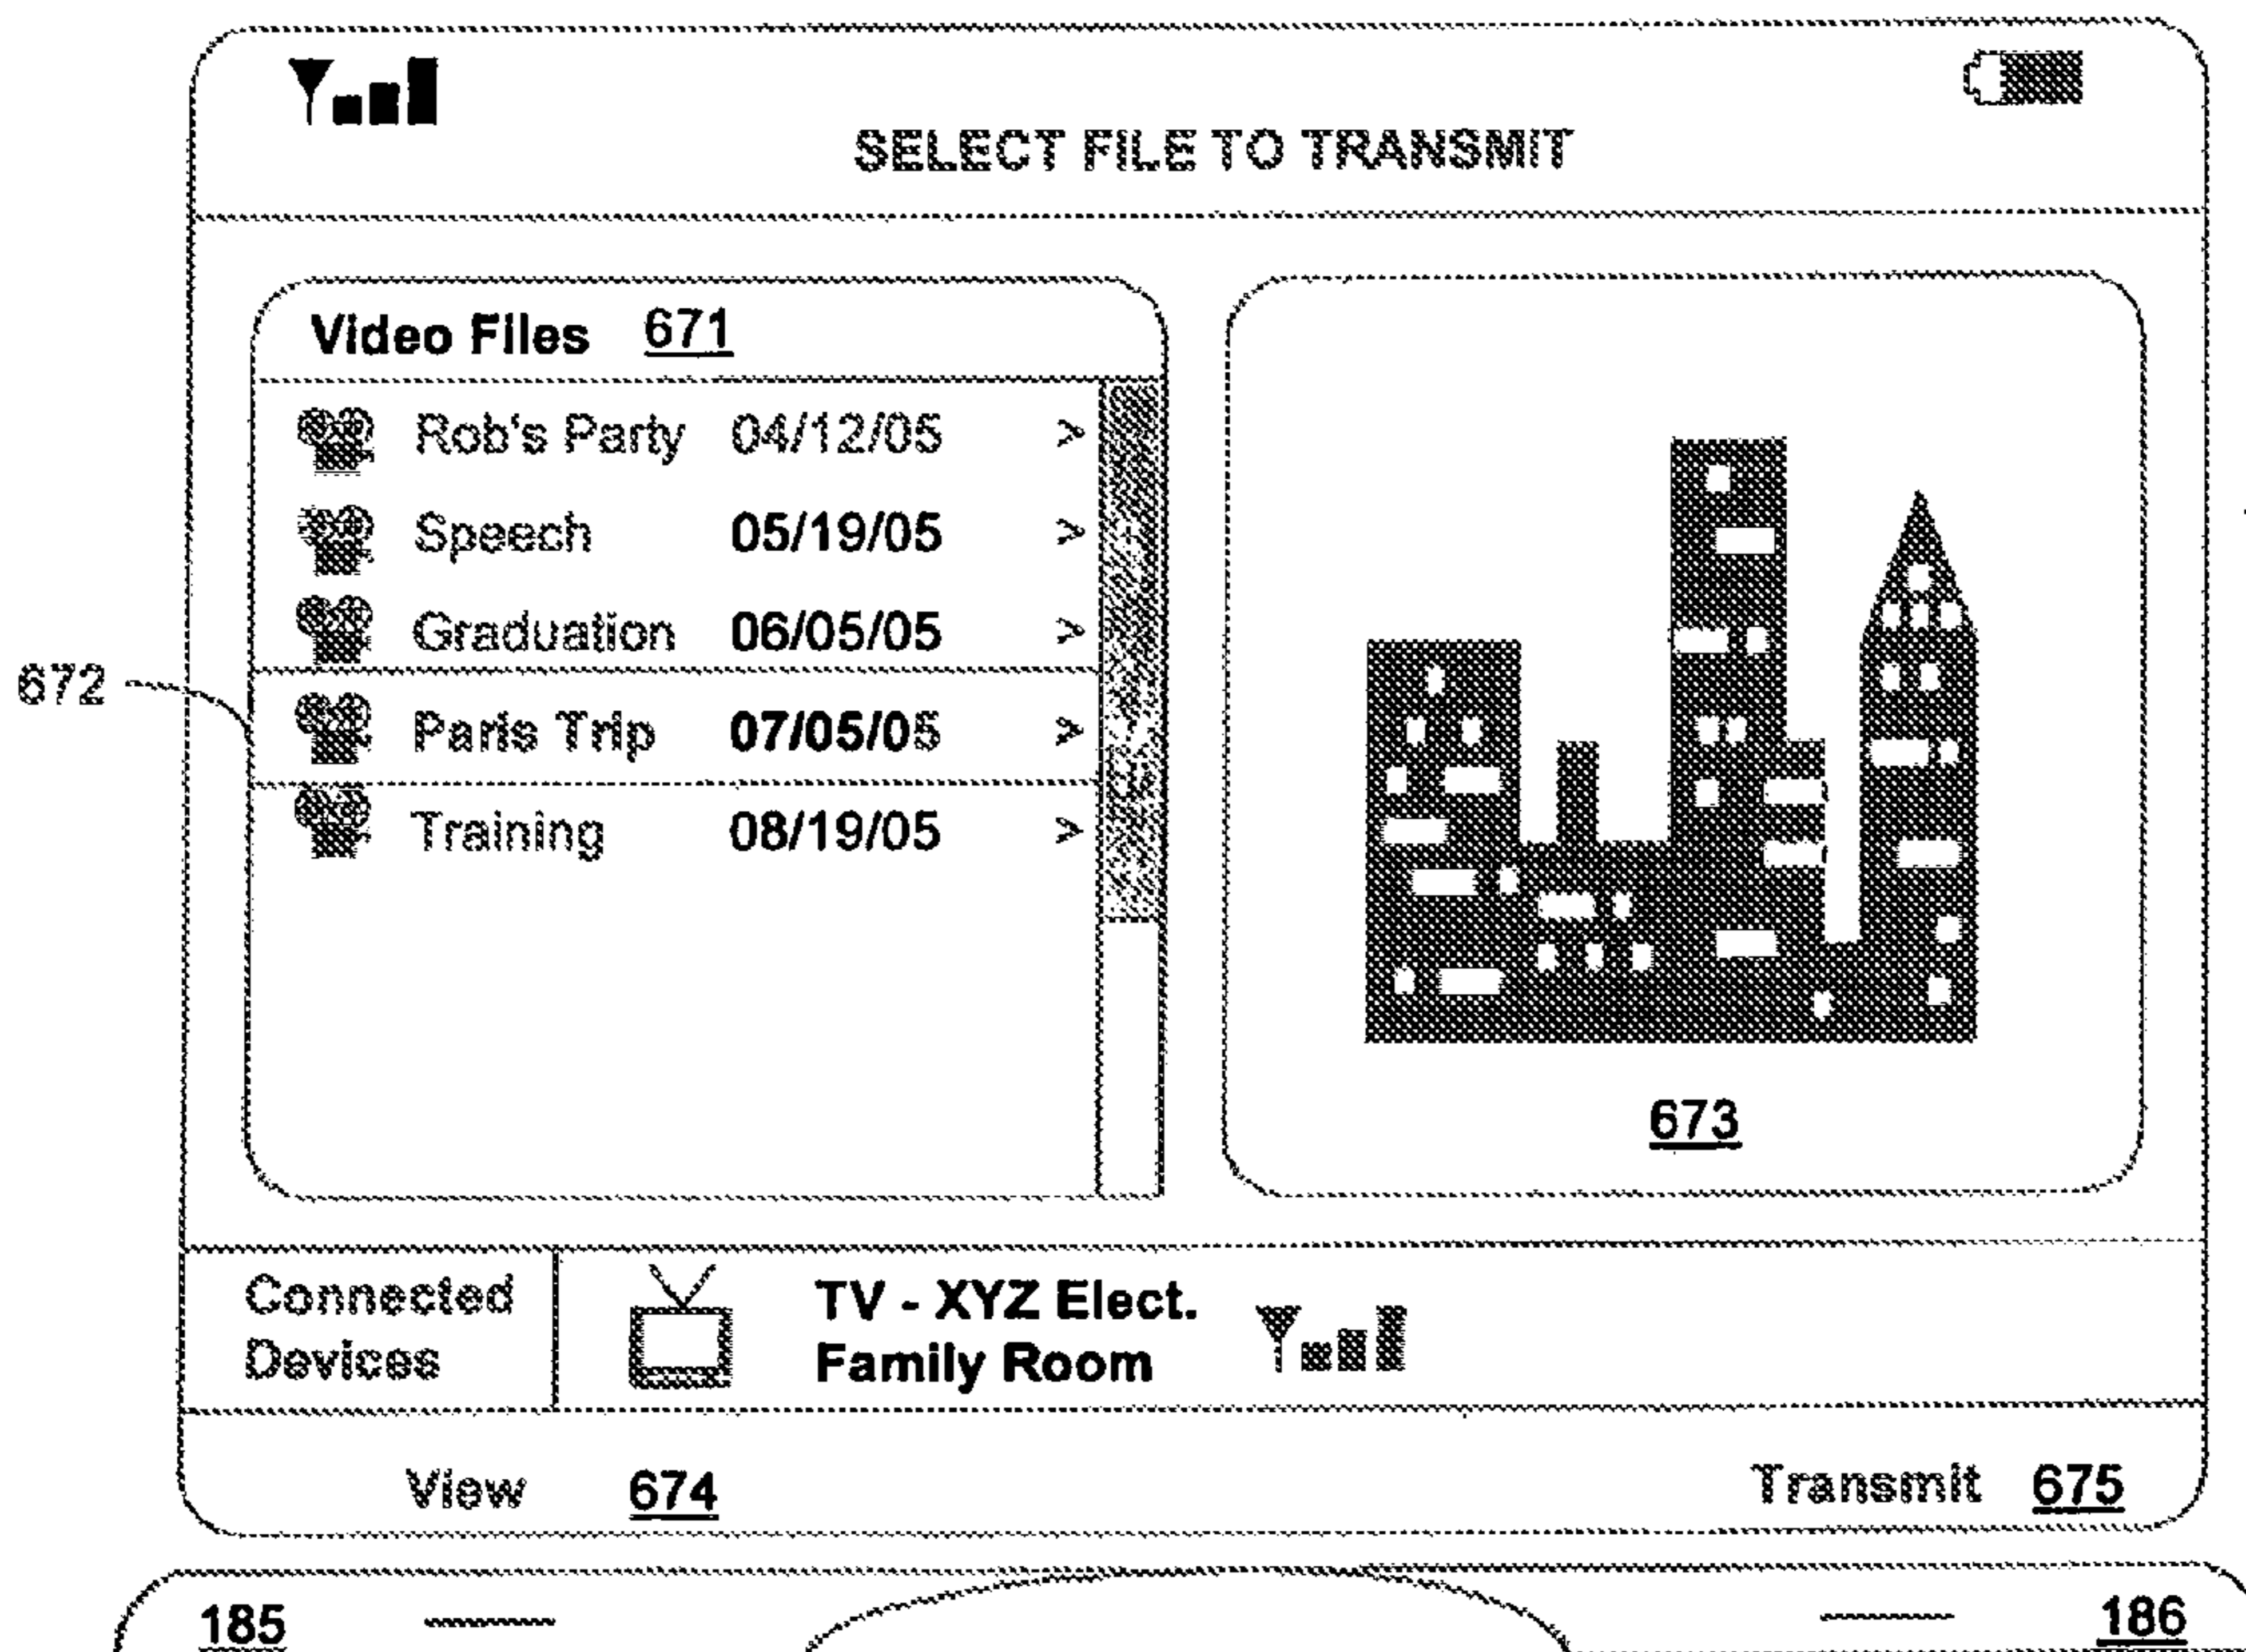 SELECT FILE TO TRANSMIT
Video Files 671
Rob's Party 04/12/05 >
Speech 05/19/05 >
Graduation 06/05/05 >
672
Paris Trip 07/05/05 >
Training 08/19/05 >
673
Connected
Devices
TV - XYZ Elect.
Family Room
View 674
Transmit 675
185
186